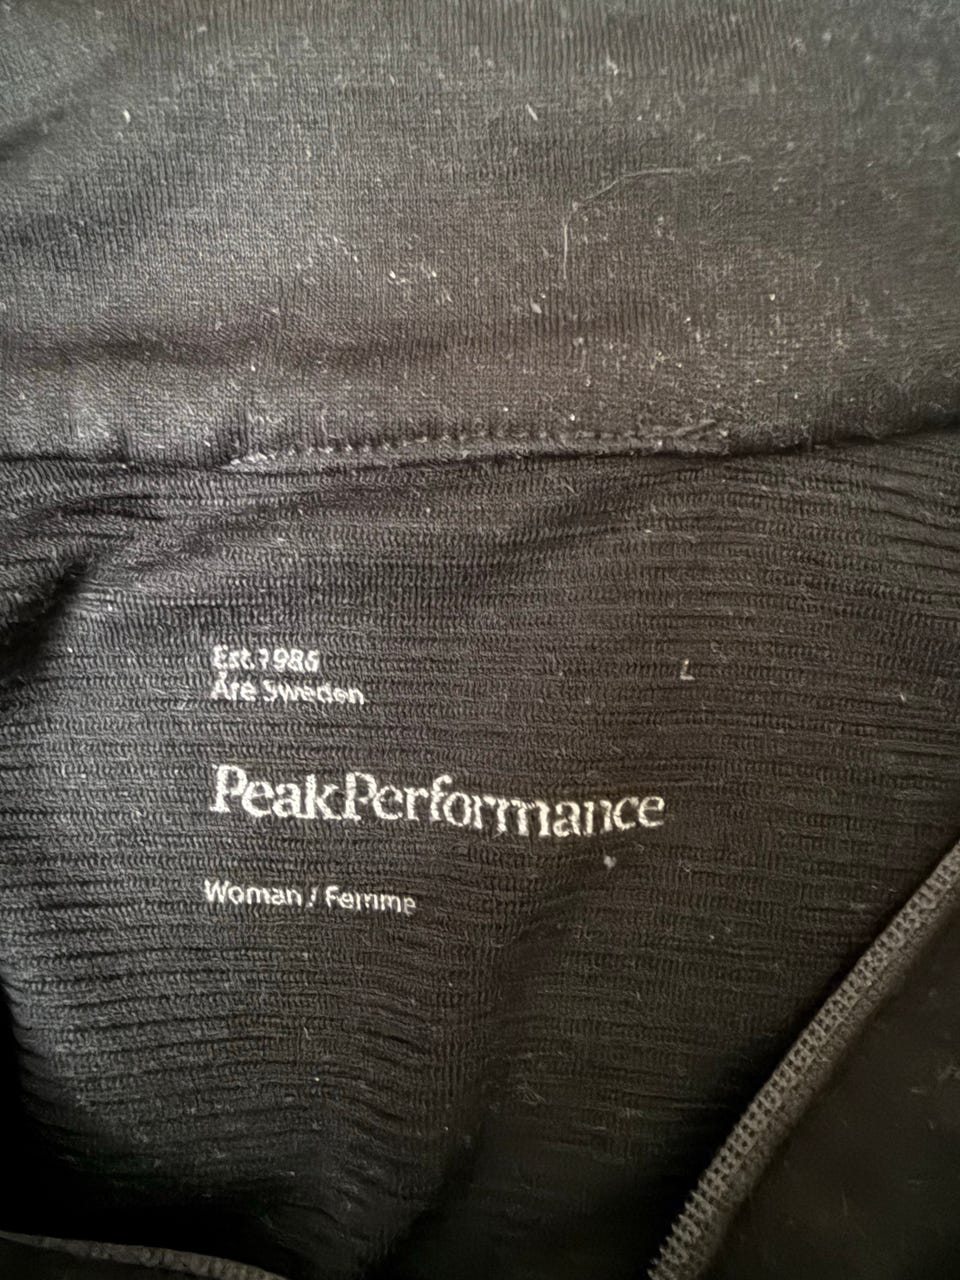 Est.1986
Åre Sweden
L
PeakPerformance
Woman / Femme